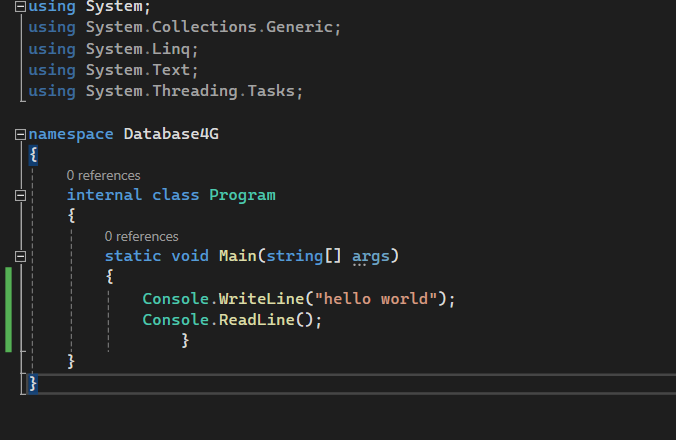 using System;
using System.Collections.Generic;
using System.Linq;
using System.Text;
using System.Threading.Tasks;
namespace Database4G
{
0 references
internal class Program
{
0 references
static void Main(string[] args)
{
Console.WriteLine("hello world");
Console.ReadLine();
}
}
}